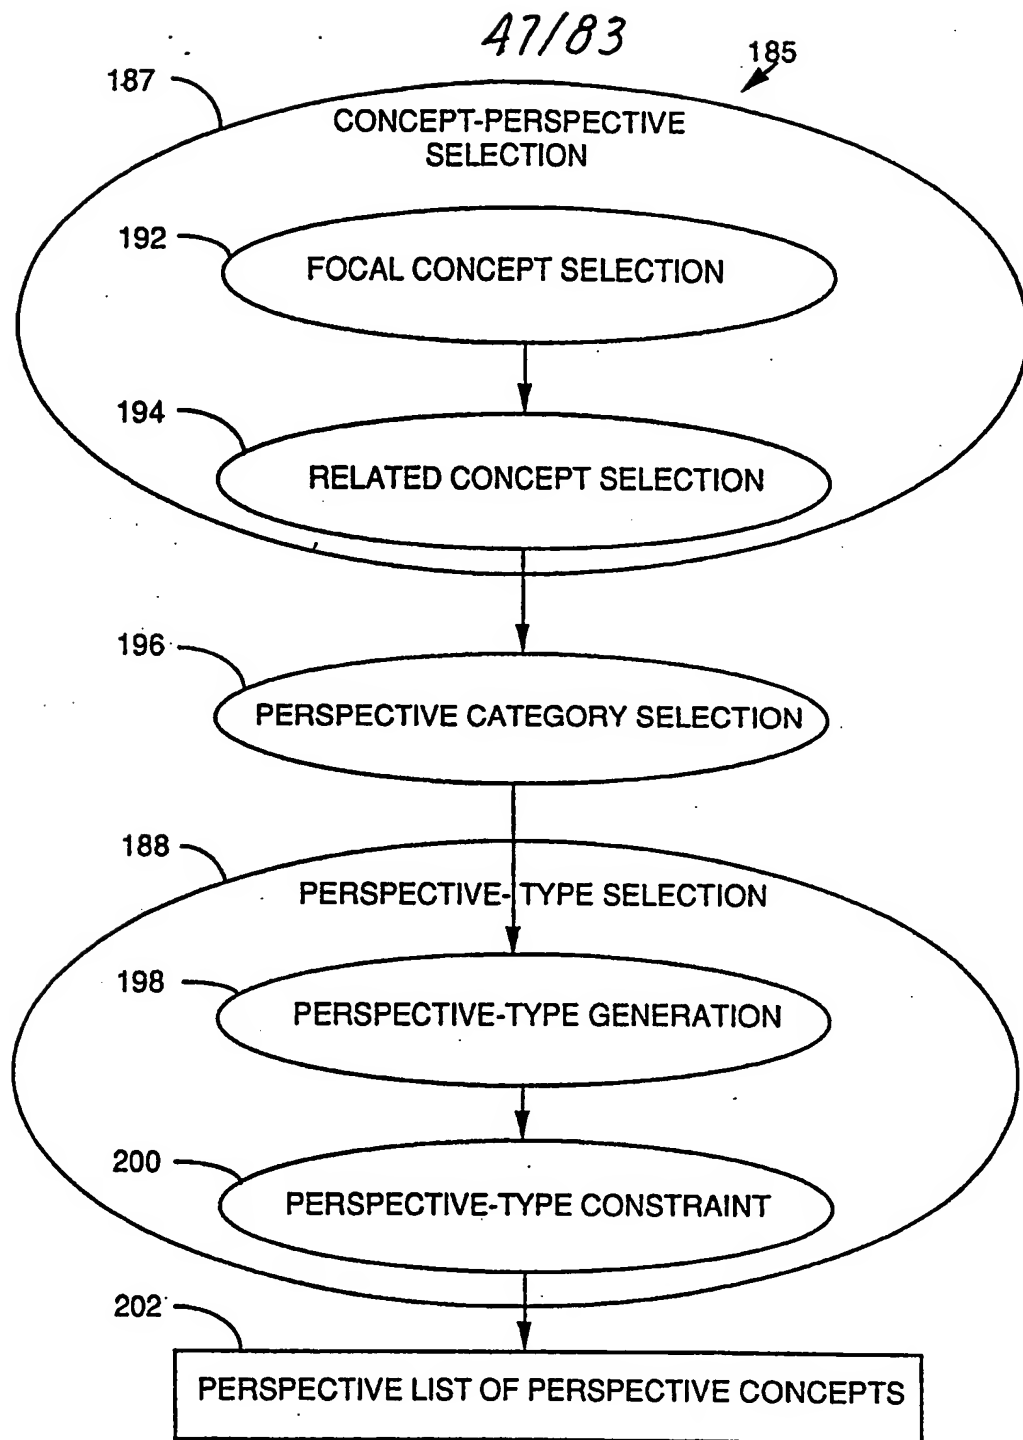 47/83
185
187
CONCEPT-PERSPECTIVE
SELECTION
192
FOCAL CONCEPT SELECTION
194
RELATED CONCEPT SELECTION
196
PERSPECTIVE CATEGORY SELECTION
188
PERSPECTIVE-TYPE SELECTION
198
PERSPECTIVE-TYPE GENERATION
200
PERSPECTIVE-TYPE CONSTRAINT
202
PERSPECTIVE LIST OF PERSPECTIVE CONCEPTS